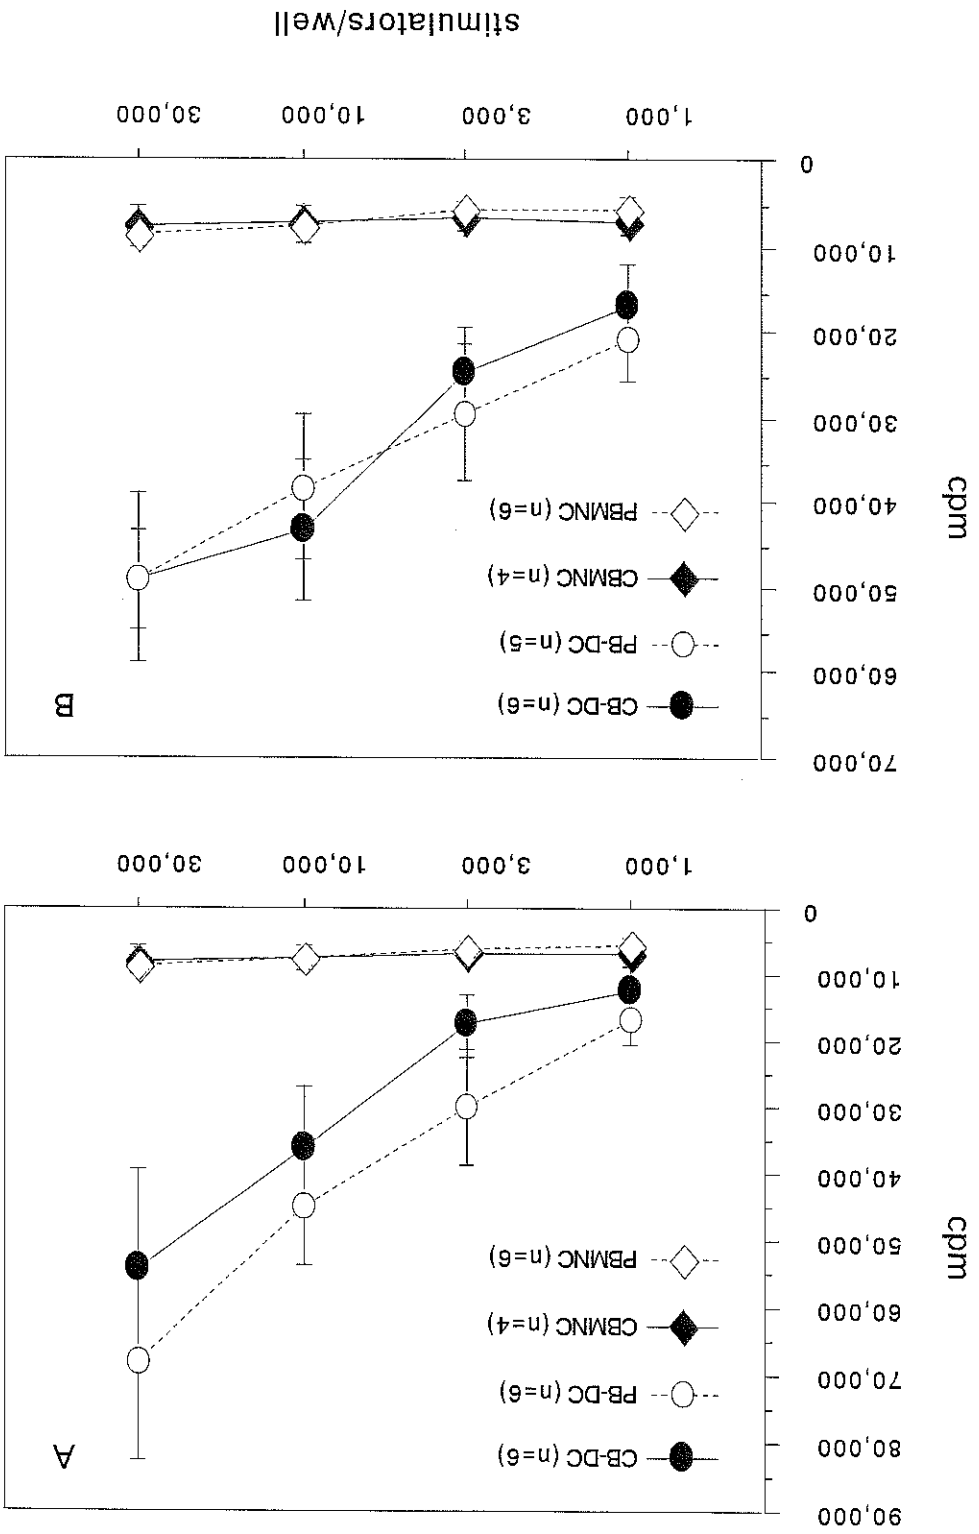 90,000
80,000
70,000
60,000
50,000
40,000
30,000
20,000
10,000
0
cpm
CB-DC (n=6)
PB-DC (n=6)
CBMNC (n=4)
PBMNC (n=6)
A
1,000 3,000 10,000 30,000
70,000
60,000
50,000
40,000
30,000
20,000
10,000
0
cpm
CB-DC (n=6)
PB-DC (n=5)
CBMNC (n=4)
PBMNC (n=6)
B
1,000 3,000 10,000 30,000
stimulators/well